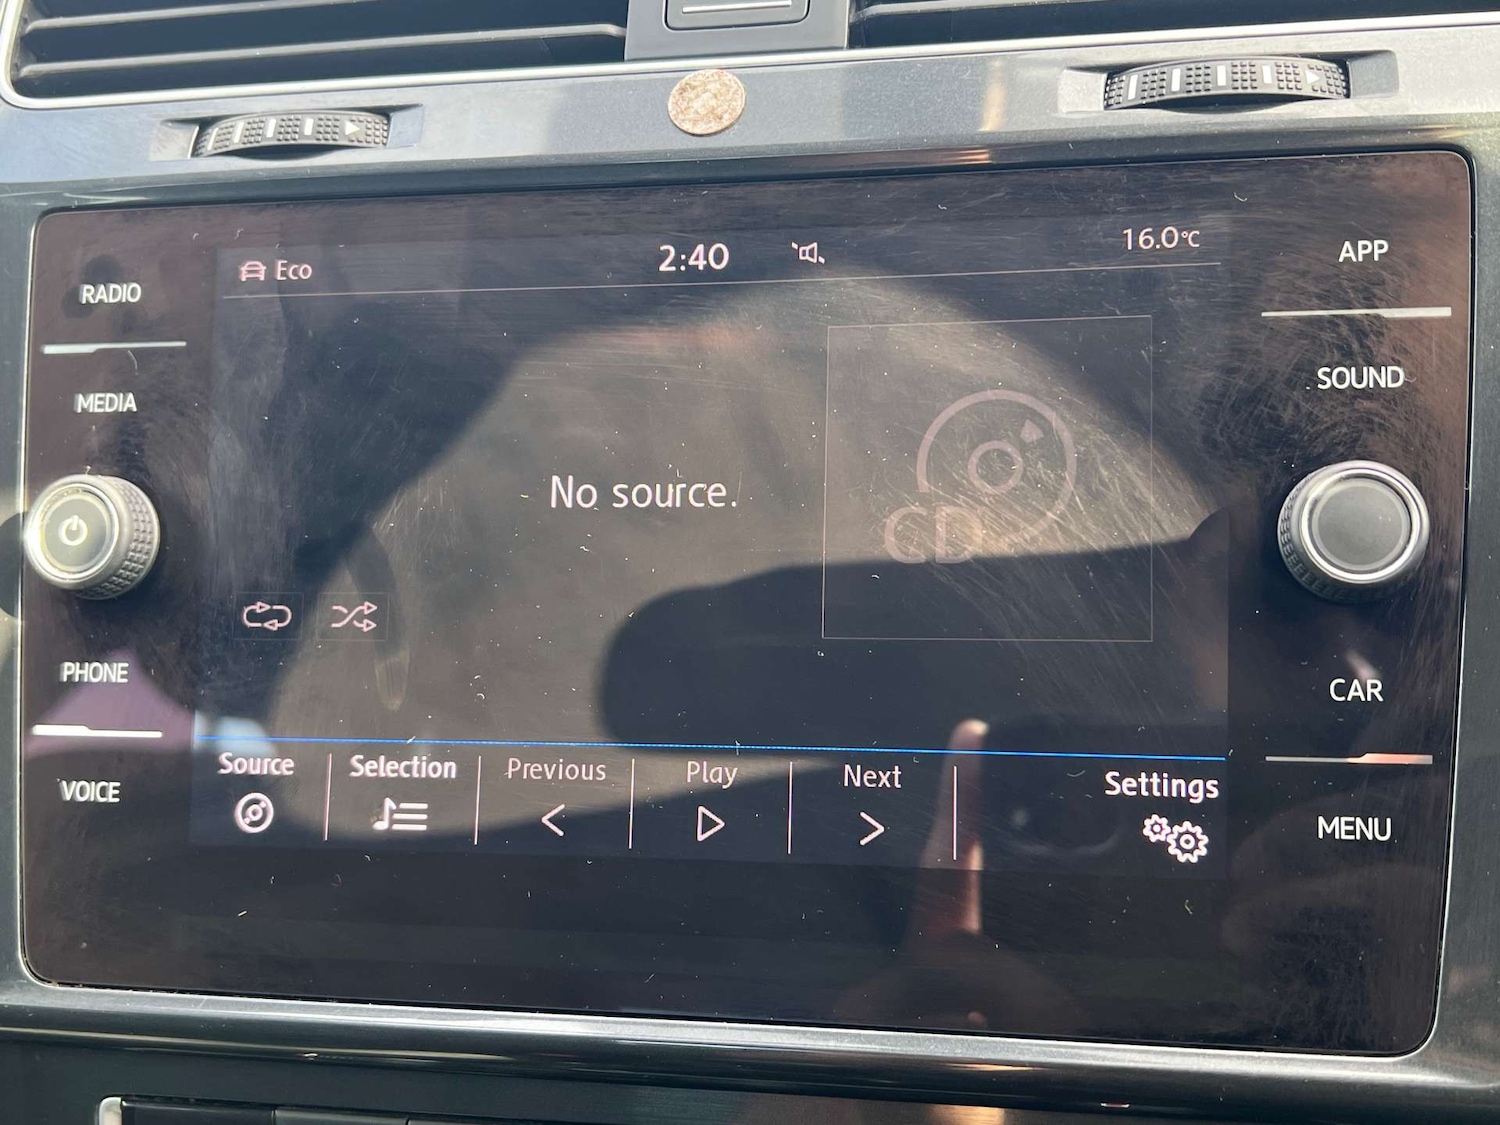 Eco
2:40
16.0°C
RADIO
MEDIA
PHONE
VOICE
No source.
CD
Source
Selection
Previous
Play
Next
Settings
APP
SOUND
CAR
MENU